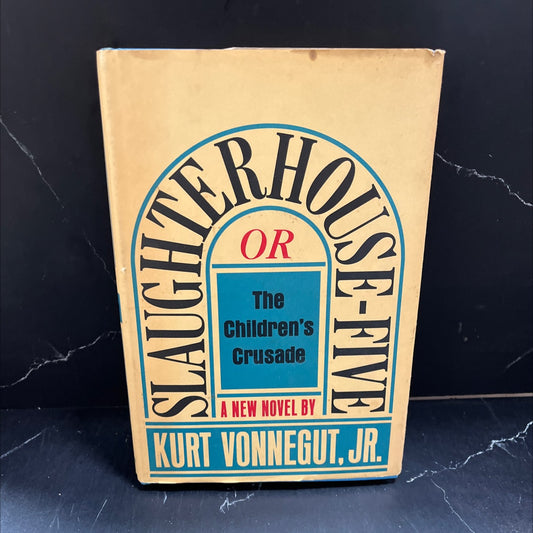 SLAUGHTERHOUSE-FIVE
OR
The
Children's
Crusade
A NEW NOVEL BY
KURT VONNEGUT, JR.